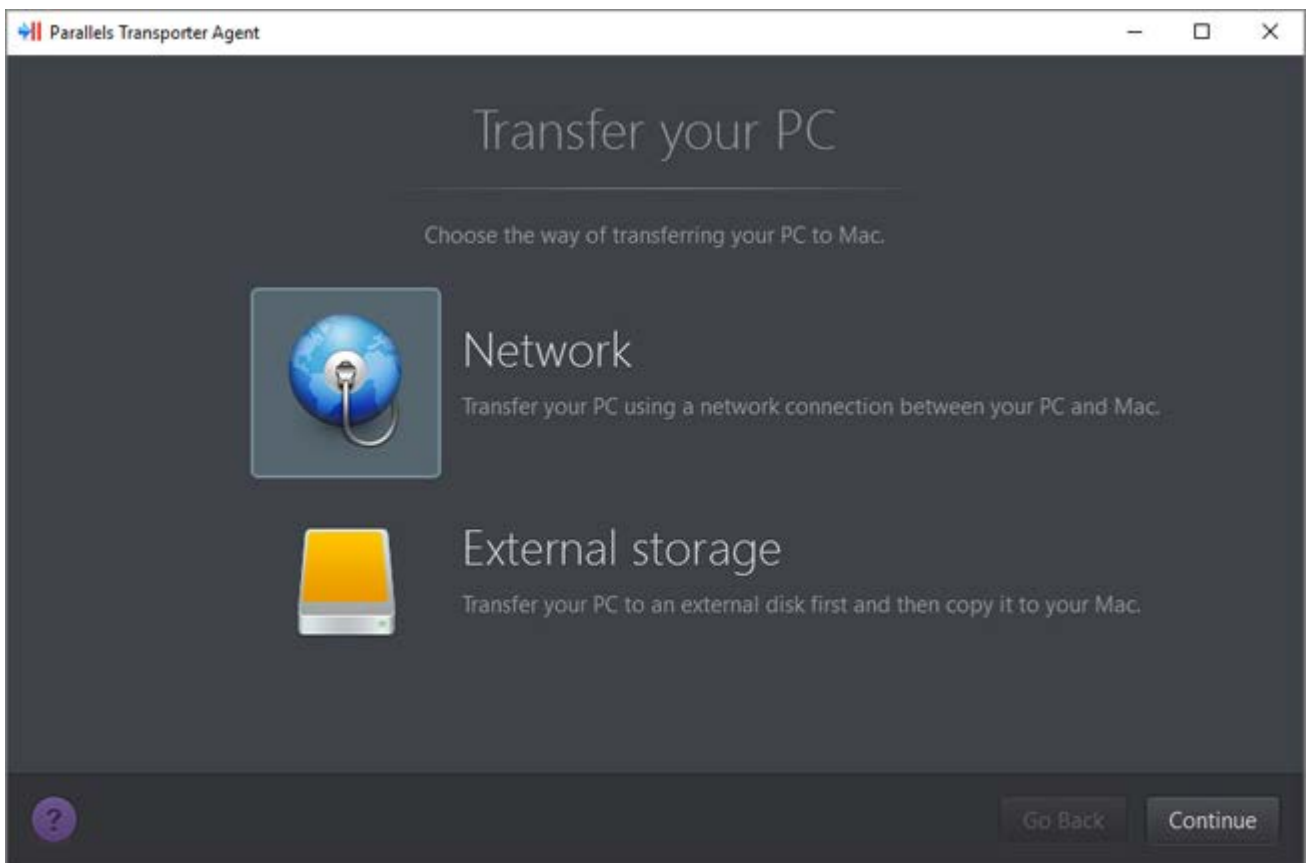 Parallels Transporter Agent
Transfer your PC
Choose the way of transferring your PC to Mac.
Network
Transfer your PC using a network connection between your PC and Mac.
External storage
Transfer your PC to an external disk first and then copy it to your Mac.
?
Go Back
Continue